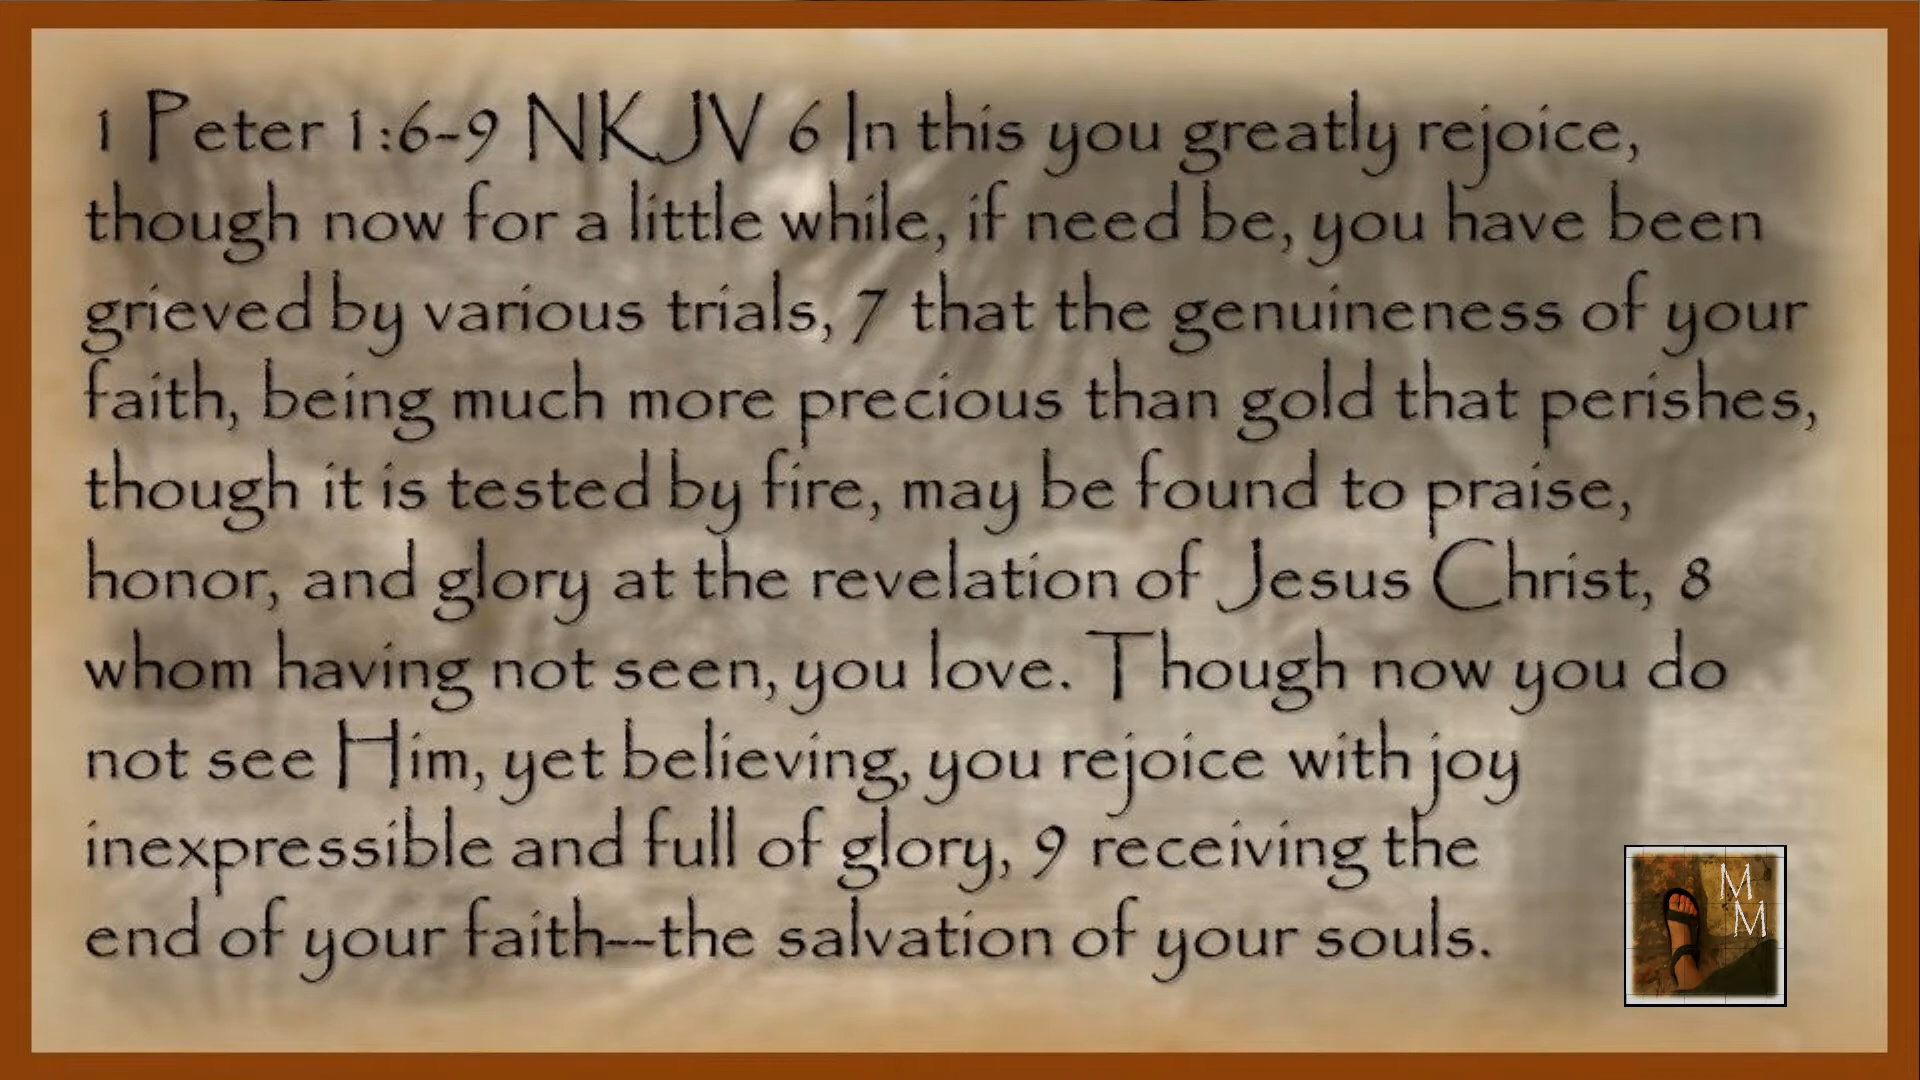 1 Peter 1:6-9 NKJV 6 In this you greatly rejoice,
though now for a little while, if need be, you have been
grieved by various trials, 7 that the genuineness of your
faith, being much more precious than gold that perishes,
though it is tested by fire, may be found to praise,
honor, and glory at the revelation of Jesus Christ, 8
whom having not seen, you love. Though now you do
not see Him, yet believing, you rejoice with joy
inexpressible and full of glory, 9 receiving the
end of your faith--the salvation of your souls.
M
M